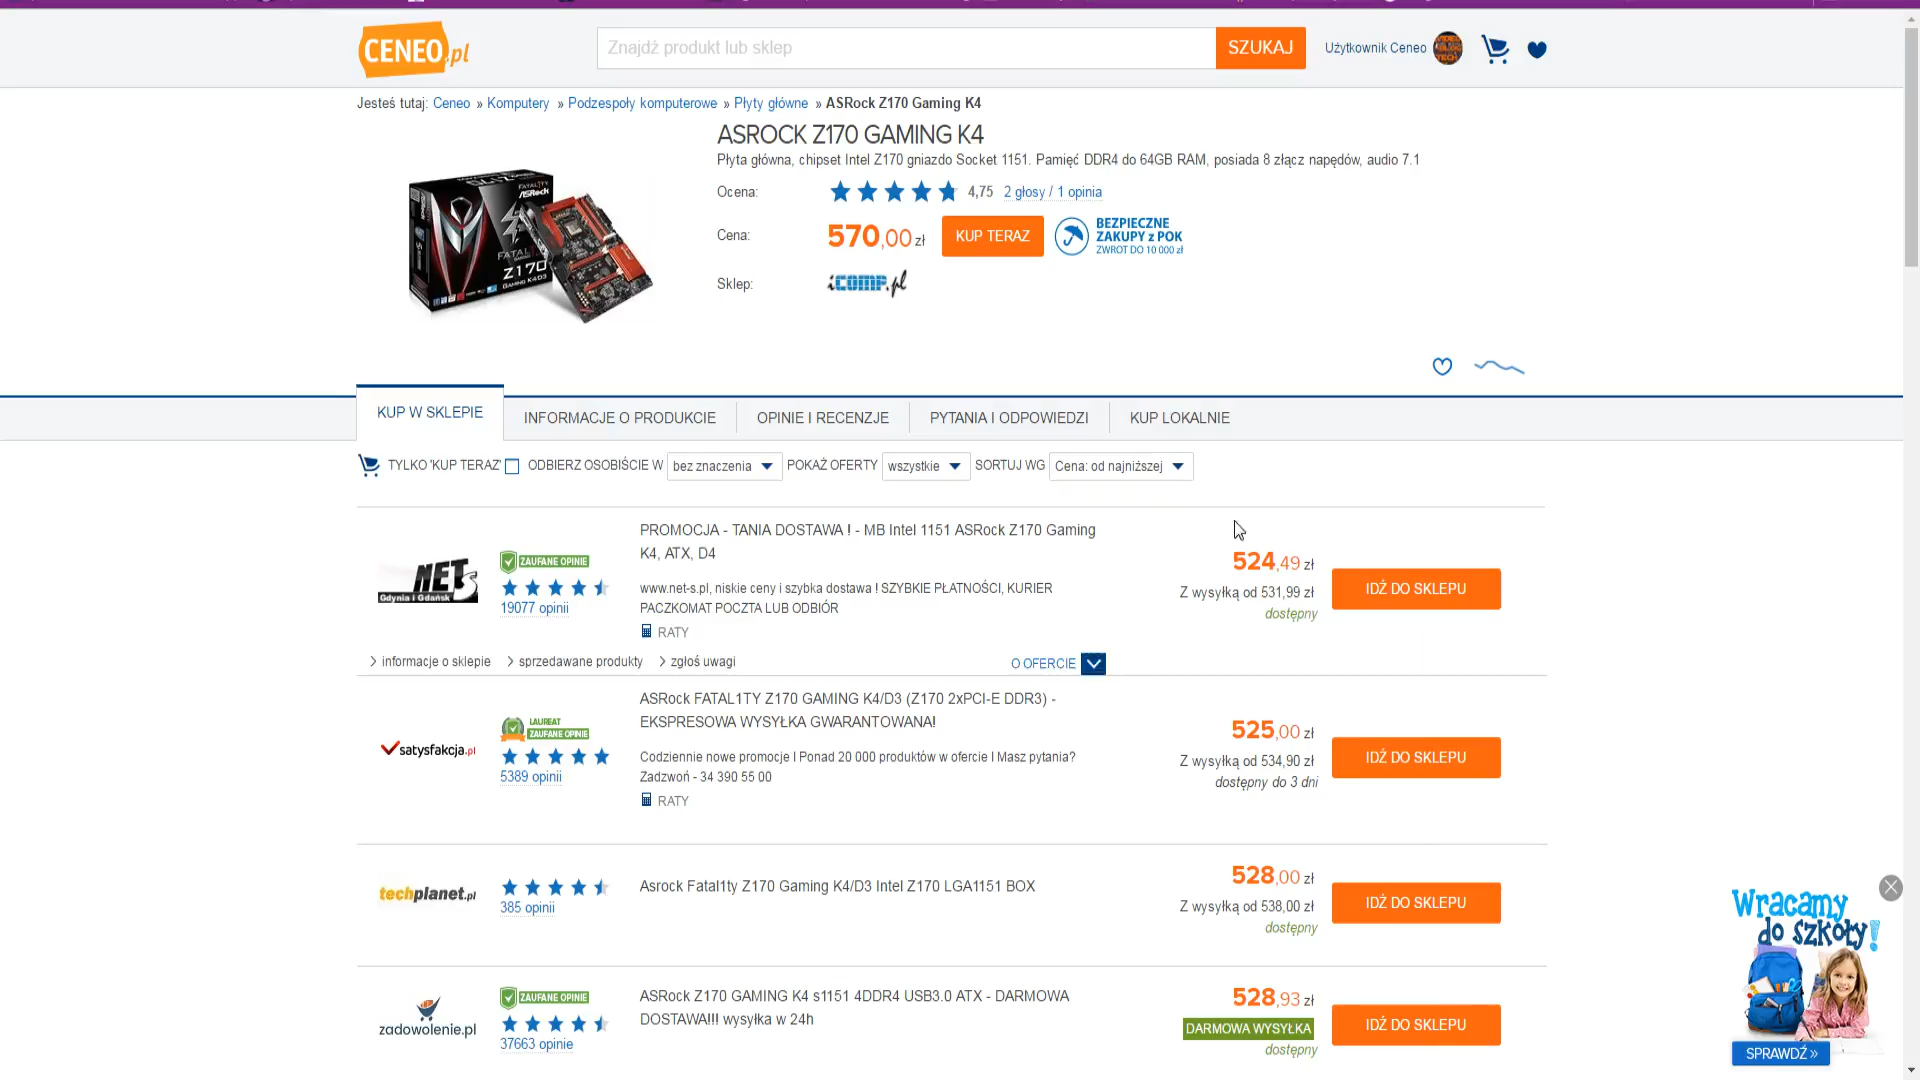 CENEO.pl
Znajdź produkt lub sklep
SZUKAJ
Użytkownik Ceneo
Jesteś tutaj: Ceneo » Komputery » Podzespoły komputerowe » Płyty główne » ASRock Z170 Gaming K4
ASROCK Z170 GAMING K4
Płyta główna, chipset Intel Z170 gniazdo Socket 1151. Pamięć DDR4 do 64GB RAM, posiada 8 złącz napędów, audio 7.1
Ocena: 4,75 2 głosy / 1 opinia
Cena: 570,00 zł KUP TERAZ
BEZPIECZNE
ZAKUPY z POK
ZWROT DO 10 000 zł
Sklep: iCOMP.pl
FATAL1TY
ASRock
Z170
GAMING K4/D3
KUP W SKLEPIE
INFORMACJE O PRODUKCIE
OPINIE I RECENZJE
PYTANIA I ODPOWIEDZI
KUP LOKALNIE
TYLKO 'KUP TERAZ' ODBIERZ OSOBIŚCIE W bez znaczenia POKAŻ OFERTY wszystkie SORTUJ WG Cena: od najniższej
NETs
Gdynia i Gdańsk
ZAUFANE OPINIE
19077 opinii
PROMOCJA - TANIA DOSTAWA ! - MB Intel 1151 ASRock Z170 Gaming
K4, ATX, D4
www.net-s.pl, niskie ceny i szybka dostawa ! SZYBKIE PŁATNOŚCI, KURIER
PACZKOMAT POCZTA LUB ODBIÓR
RATY
524,49 zł
Z wysyłką od 531,99 zł
dostępny
IDŹ DO SKLEPU
informacje o sklepie sprzedawane produkty zgłoś uwagi
O OFERCIE
satysfakcja.pl
LAUREAT
ZAUFANE OPINIE
5389 opinii
ASRock FATAL1TY Z170 GAMING K4/D3 (Z170 2xPCI-E DDR3) -
EKSPRESOWA WYSYŁKA GWARANTOWANA!
Codziennie nowe promocje I Ponad 20 000 produktów w ofercie I Masz pytania?
Zadzwoń - 34 390 55 00
RATY
525,00 zł
Z wysyłką od 534,90 zł
dostępny do 3 dni
IDŹ DO SKLEPU
techplanet.pl
385 opinii
Asrock Fatal1ty Z170 Gaming K4/D3 Intel Z170 LGA1151 BOX
528,00 zł
Z wysyłką od 538,00 zł
dostępny
IDŹ DO SKLEPU
zadowolenie.pl
ZAUFANE OPINIE
37663 opinie
ASRock Z170 GAMING K4 s1151 4DDR4 USB3.0 ATX - DARMOWA
DOSTAWA!!! wysyłka w 24h
528,93 zł
DARMOWA WYSYŁKA
dostępny
IDŹ DO SKLEPU
Wracamy
do szkoły!
SPRAWDŹ »